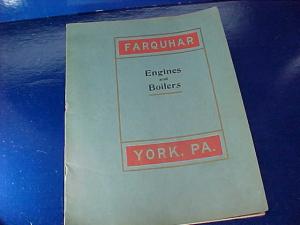 FARQUHAR
Engines
and
Boilers
YORK, PA.